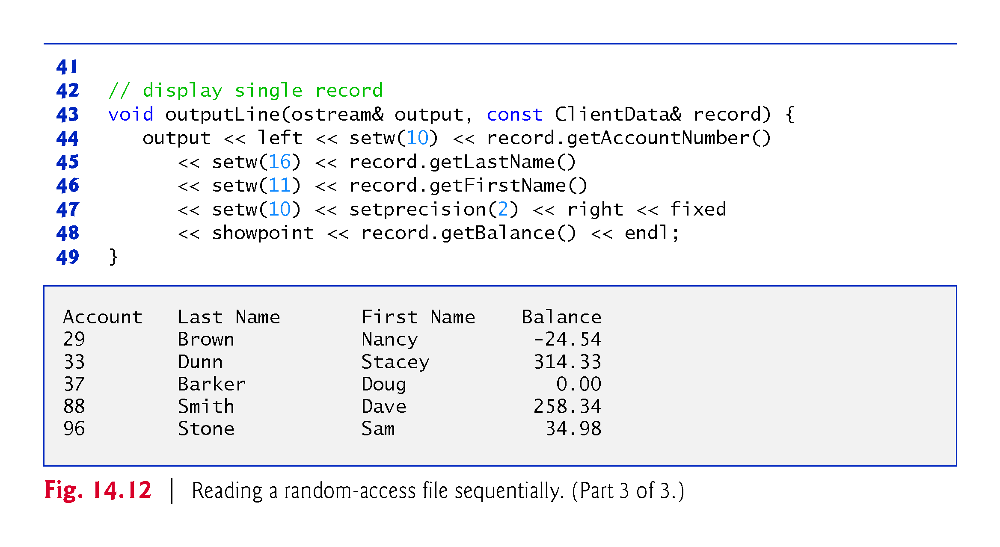 41
42 // display single record
43 void outputLine(ostream& output, const ClientData& record) {
44    output << left << setw(10) << record.getAccountNumber()
45       << setw(16) << record.getLastName()
46       << setw(11) << record.getFirstName()
47       << setw(10) << setprecision(2) << right << fixed
48       << showpoint << record.getBalance() << endl;
49 }
Account   Last Name       First Name    Balance
29        Brown           Nancy          -24.54
33        Dunn            Stacey         314.33
37        Barker          Doug             0.00
88        Smith           Dave           258.34
96        Stone           Sam             34.98
Fig. 14.12 | Reading a random-access file sequentially. (Part 3 of 3.)